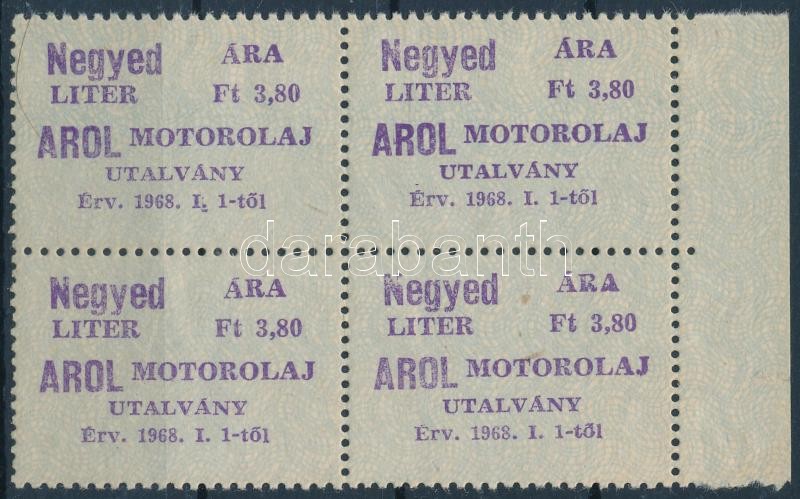 Negyed ÁRA
LITER Ft 3,80
AROL MOTOROLAJ
UTALVÁNY
Érv. 1968. I. 1-től
Negyed ÁRA
LITER Ft 3,80
AROL MOTOROLAJ
UTALVÁNY
Érv. 1968. I. 1-től
darabanth
Negyed ÁRA
LITER Ft 3,80
AROL MOTOROLAJ
UTALVÁNY
Érv. 1968. I. 1-től
Negyed ÁRA
LITER Ft 3,80
AROL MOTOROLAJ
UTALVÁNY
Érv. 1968. I. 1-től